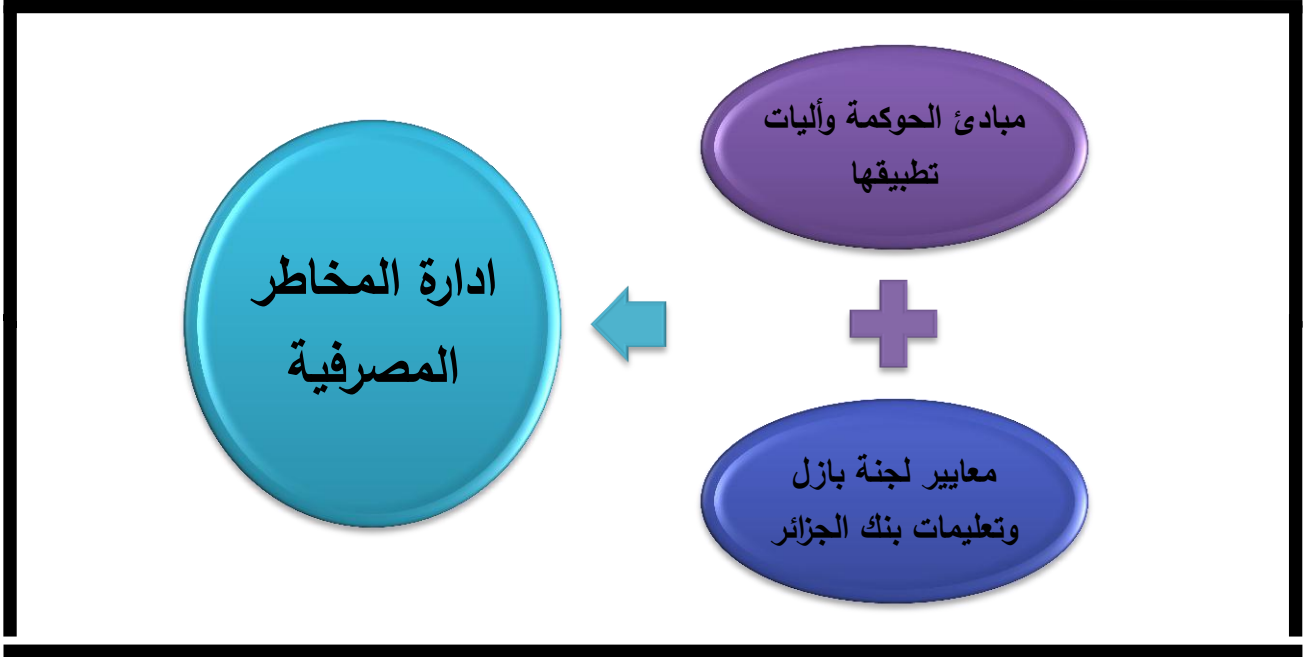 مبادئ الحوكمة وأليات
تطبيقها
ادارة المخاطر
المصرفية
معايير لجنة بازل
وتعليمات بنك الجزائر